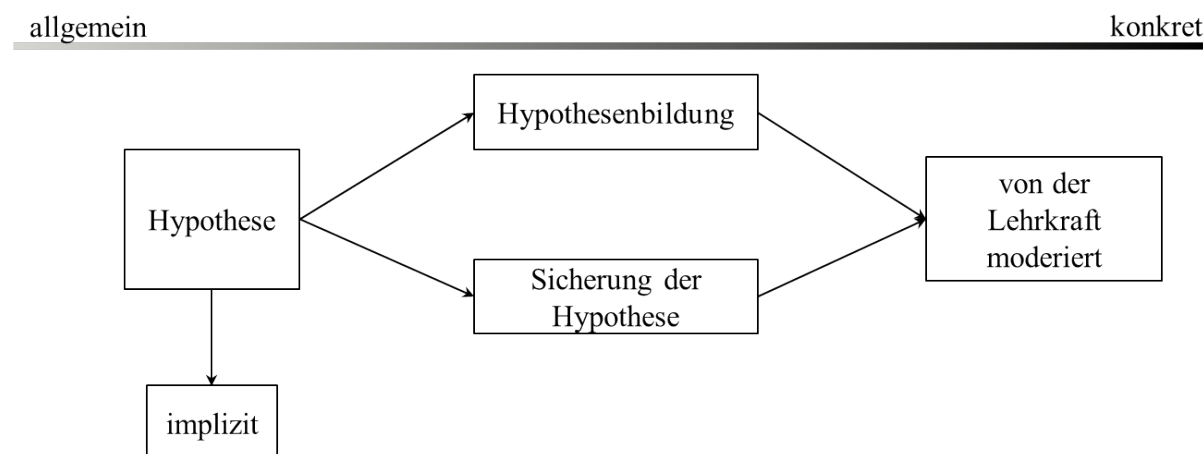 allgemein
konkret
Hypothesenbildung
Hypothese
von der
Lehrkraft
moderiert
Sicherung der
Hypothese
implizit